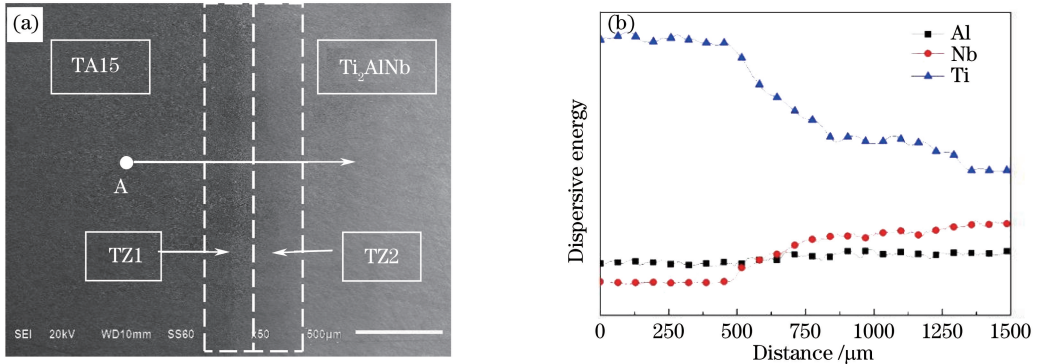 (a)
TA15
Ti₂AlNb
A
TZ1
TZ2
SEI 20kV WD10mm SS60 x50 500μm
(b)
Al
Nb
Ti
Dispersive energy
0 250 500 750 1000 1250 1500
Distance /μm